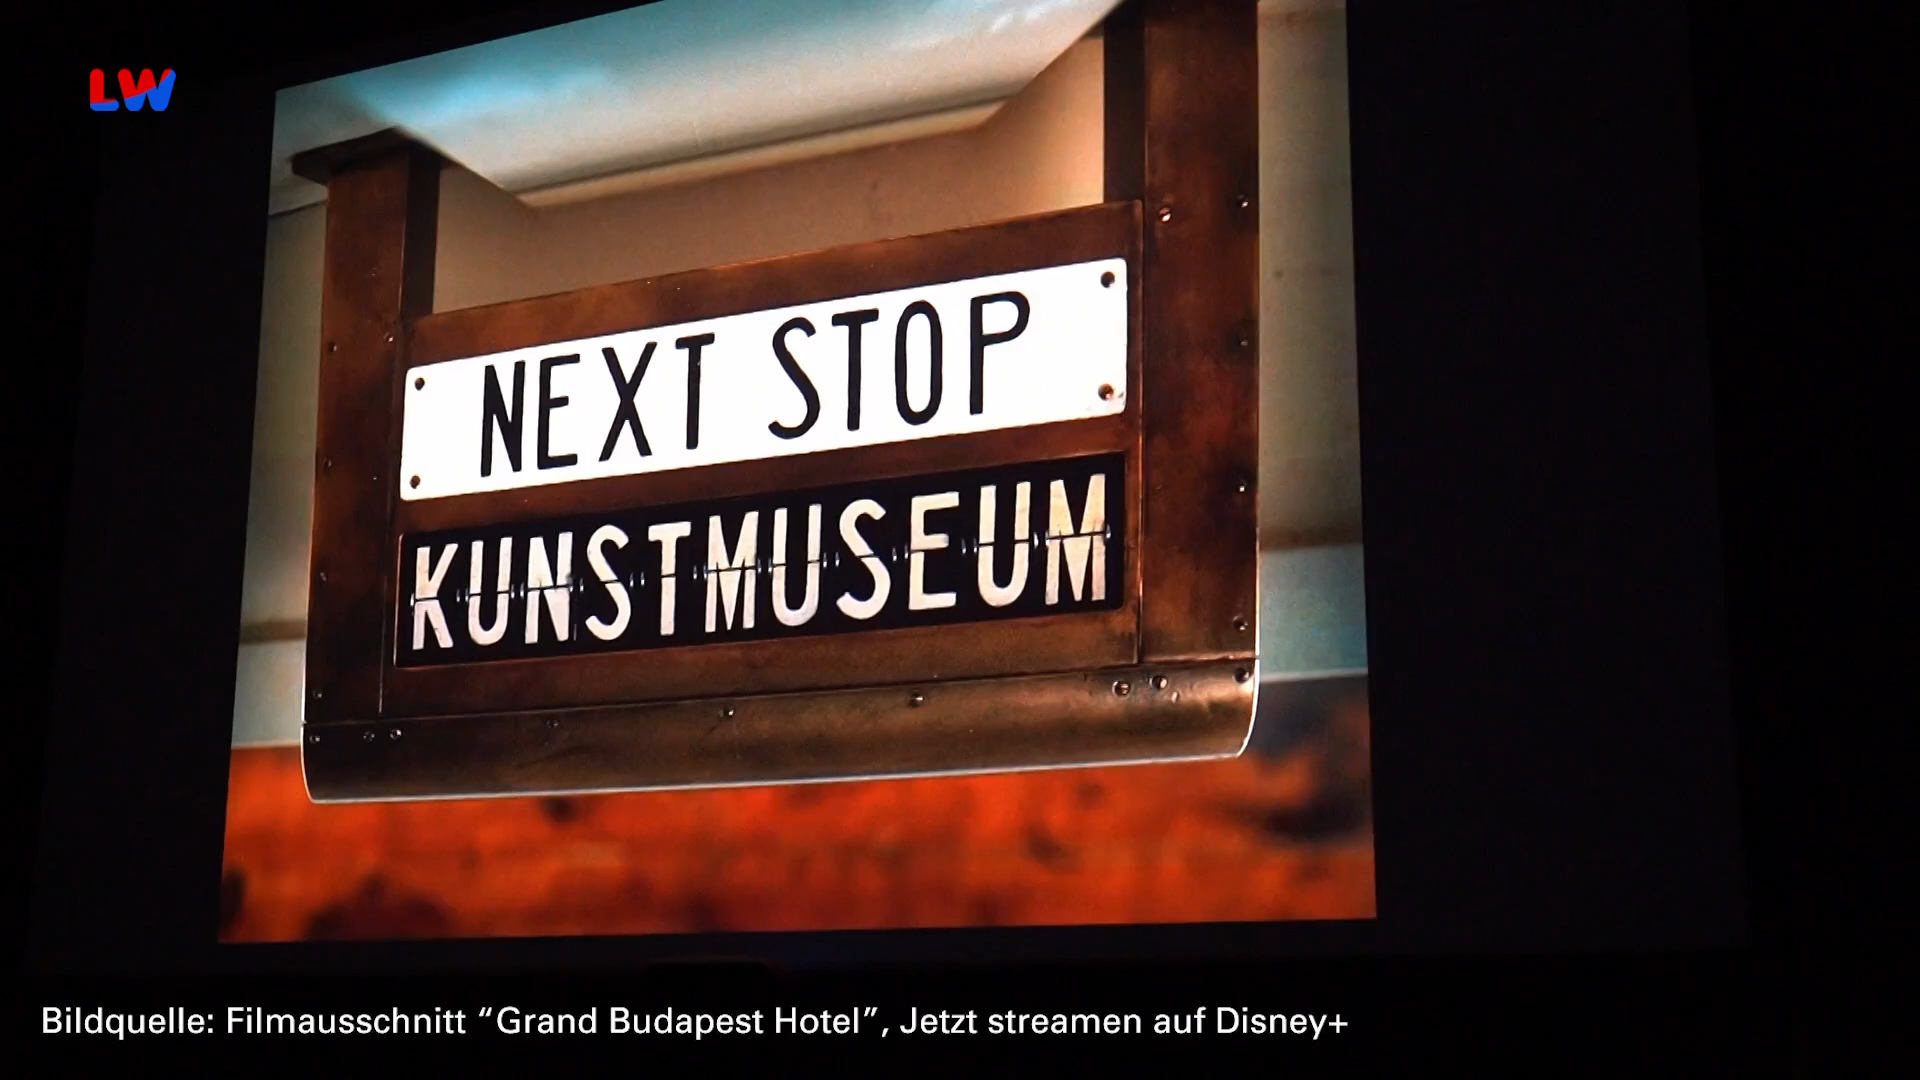 LW
NEXT STOP
KUNSTMUSEUM
Bildquelle: Filmausschnitt “Grand Budapest Hotel”, Jetzt streamen auf Disney+